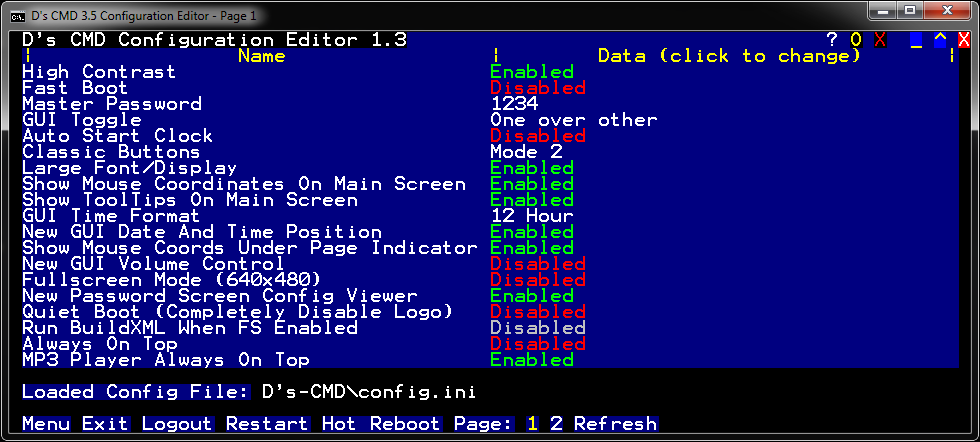 D's CMD 3.5 Configuration Editor - Page 1
D's CMD Configuration Editor 1.3 ? O X _ ^ X
| Name | Data (click to change) |
High Contrast Enabled
Fast Boot Disabled
Master Password 1234
GUI Toggle One over other
Auto Start Clock Disabled
Classic Buttons Mode 2
Large Font/Display Enabled
Show Mouse Coordinates On Main Screen Enabled
Show ToolTips On Main Screen Enabled
GUI Time Format 12 Hour
New GUI Date And Time Position Enabled
Show Mouse Coords Under Page Indicator Enabled
New GUI Volume Control Disabled
Fullscreen Mode (640x480) Disabled
New Password Screen Config Viewer Enabled
Quiet Boot (Completely Disable Logo) Disabled
Run BuildXML When FS Enabled Disabled
Always On Top Disabled
MP3 Player Always On Top Enabled
Loaded Config File: D's-CMD\config.ini
Menu Exit Logout Restart Hot Reboot Page: 1 2 Refresh